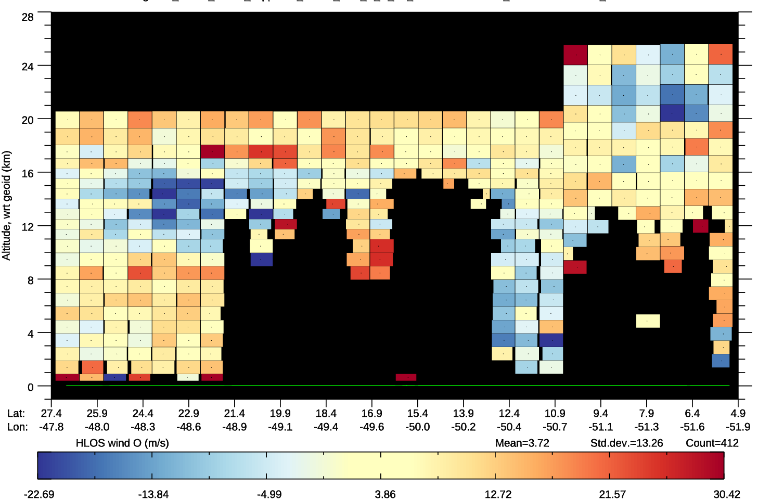 28
24
20
16
12
8
4
0
Altitude, wrt geoid (km)
Lat: 27.4 25.9 24.4 22.9 21.4 19.9 18.4 16.9 15.4 13.9 12.4 10.9 9.4 7.9 6.4 4.9
Lon: -47.8 -48.0 -48.3 -48.6 -48.9 -49.1 -49.4 -49.6 -50.0 -50.2 -50.4 -50.7 -51.1 -51.3 -51.6 -51.9
HLOS wind O (m/s) Mean=3.72 Std.dev.=13.26 Count=412
-22.69 -13.84 -4.99 3.86 12.72 21.57 30.42